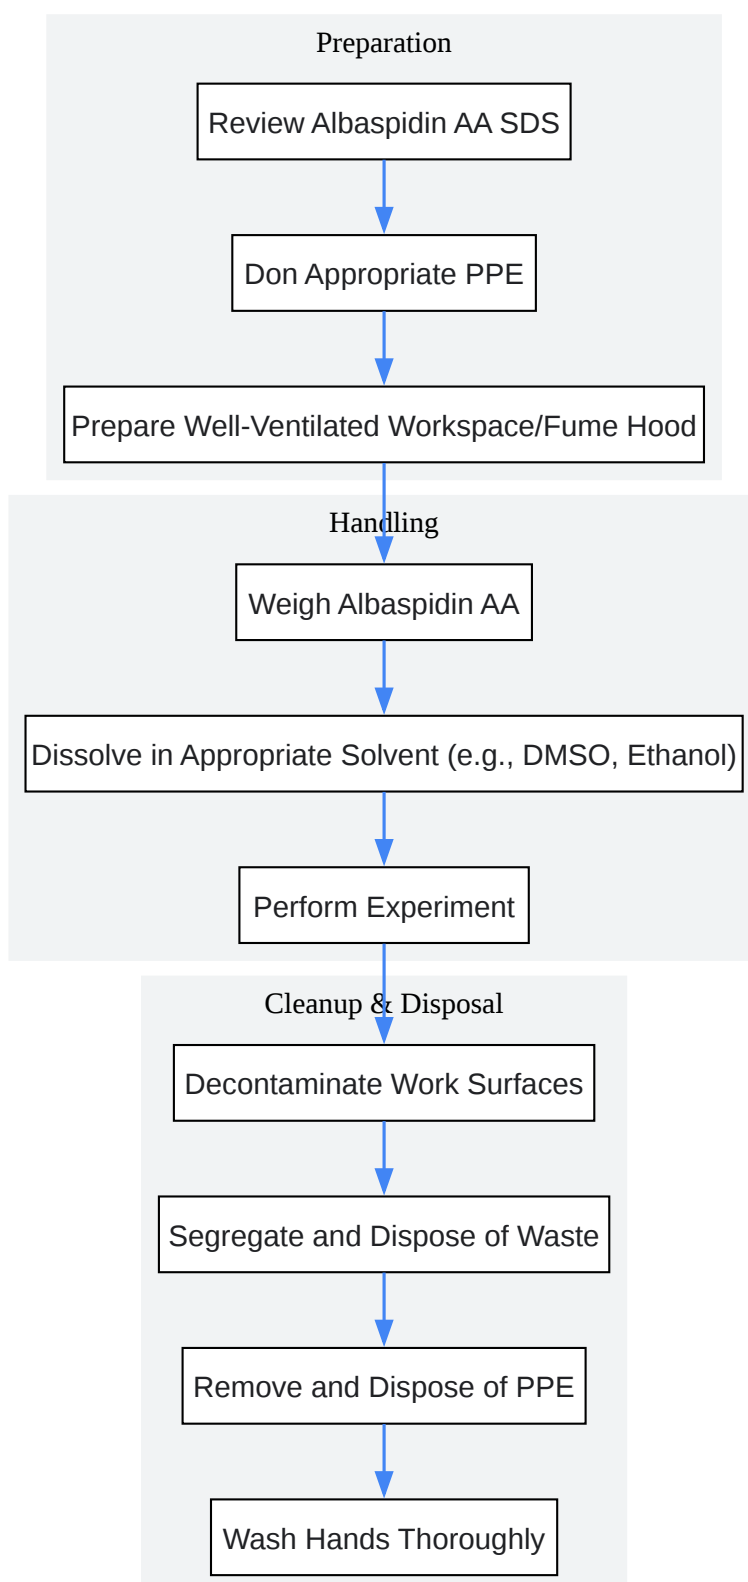 Preparation
Review Albaspidin AA SDS
Don Appropriate PPE
Prepare Well-Ventilated Workspace/Fume Hood
Handling
Weigh Albaspidin AA
Dissolve in Appropriate Solvent (e.g., DMSO, Ethanol)
Perform Experiment
Cleanup & Disposal
Decontaminate Work Surfaces
Segregate and Dispose of Waste
Remove and Dispose of PPE
Wash Hands Thoroughly